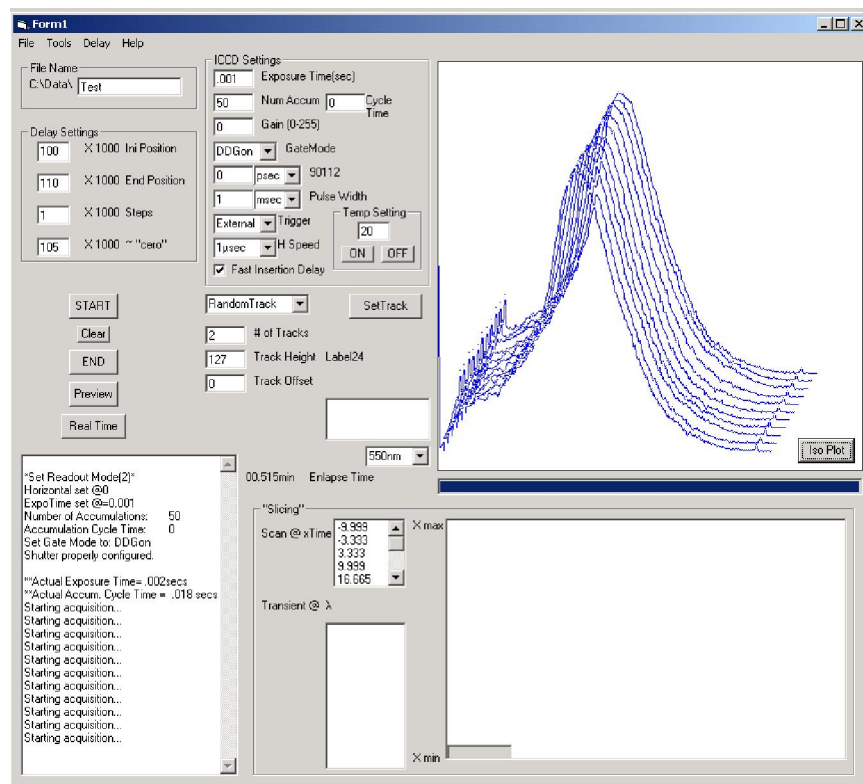 Form1
File Tools Delay Help
File Name
C:\Data\ Test
Delay Settings
100 X 1000 Ini Position
110 X 1000 End Position
1 X 1000 Steps
105 X 1000 ~ "cero"
ICCD Settings
.001 Exposure Time(sec)
50 Num Accum 0 Cycle Time
0 Gain (0-255)
DDGon GateMode
0 psec 90112
1 msec Pulse Width
External Trigger
1µsec H Speed
Temp Setting
20
ON OFF
Fast Insertion Delay
START
Clear
END
Preview
Real Time
RandomTrack SetTrack
2 # of Tracks
127 Track Height Label24
0 Track Offset
550nm
Iso Plot
*Set Readout Mode(2)*
Horizontal set @0
ExpoTime set @=0.001
Number of Accumulations: 50
Accumulation Cycle Time: 0
Set Gate Mode to: DDGon
Shutter properly configured.
**Actual Exposure Time= .002secs
**Actual Accum. Cycle Time = .018 secs
Starting acquisition...
Starting acquisition...
Starting acquisition...
Starting acquisition...
Starting acquisition...
Starting acquisition...
Starting acquisition...
Starting acquisition...
Starting acquisition...
Starting acquisition...
Starting acquisition...
00.515min Enlapse Time
"Slicing"
Scan @ xTime
-9.999
-3.333
3.333
9.999
16.665
X max
Transient @ λ
X min